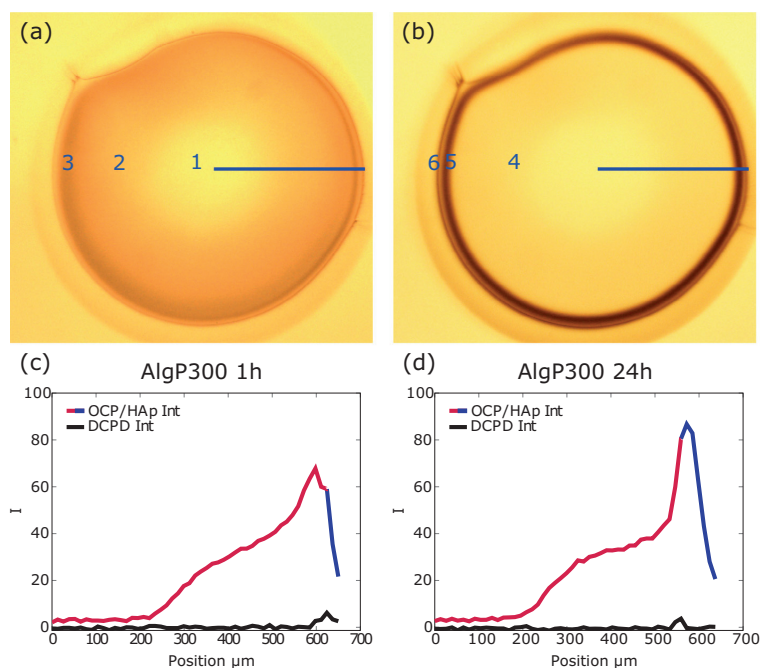 (a)
3 2 1
(b)
6 5 4
(c)
AlgP300 1h
100
80
60
40
20
0
I
OCP/HAp Int
DCPD Int
0 100 200 300 400 500 600 700
Position µm
(d)
AlgP300 24h
100
80
60
40
20
0
I
OCP/HAp Int
DCPD Int
0 100 200 300 400 500 600 700
Position µm